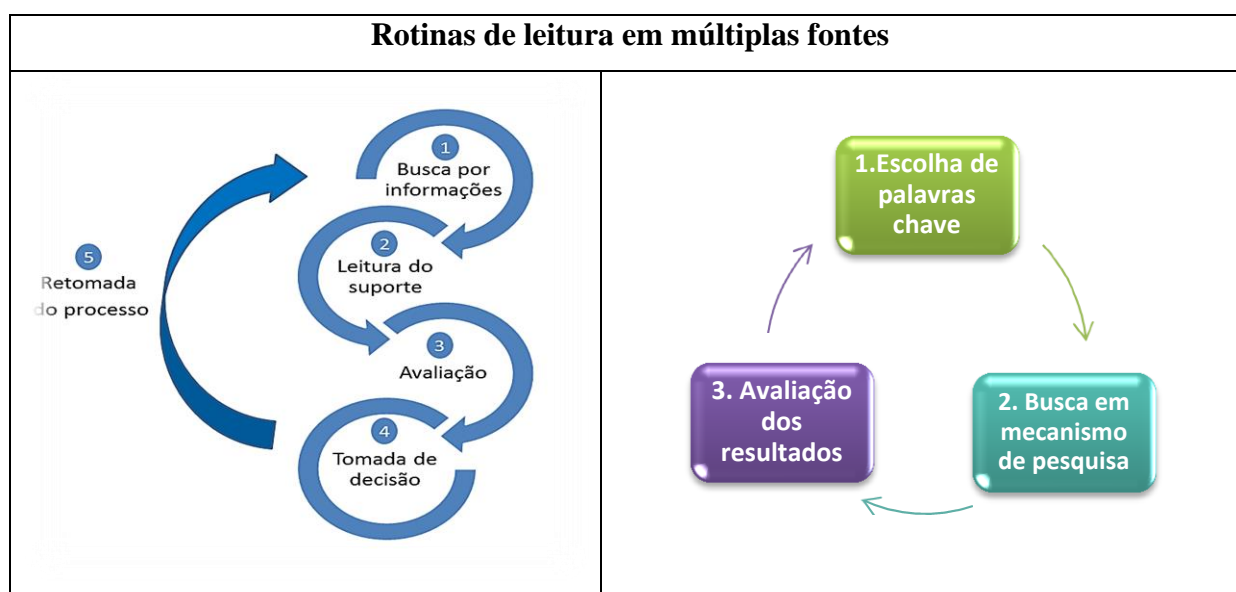 Rotinas de leitura em múltiplas fontes
1
Busca por
informações
2
Leitura do
suporte
3
Avaliação
4
Tomada de
decisão
5
Retomada
do processo
1.Escolha de
palavras
chave
2. Busca em
mecanismo
de pesquisa
3. Avaliação
dos
resultados